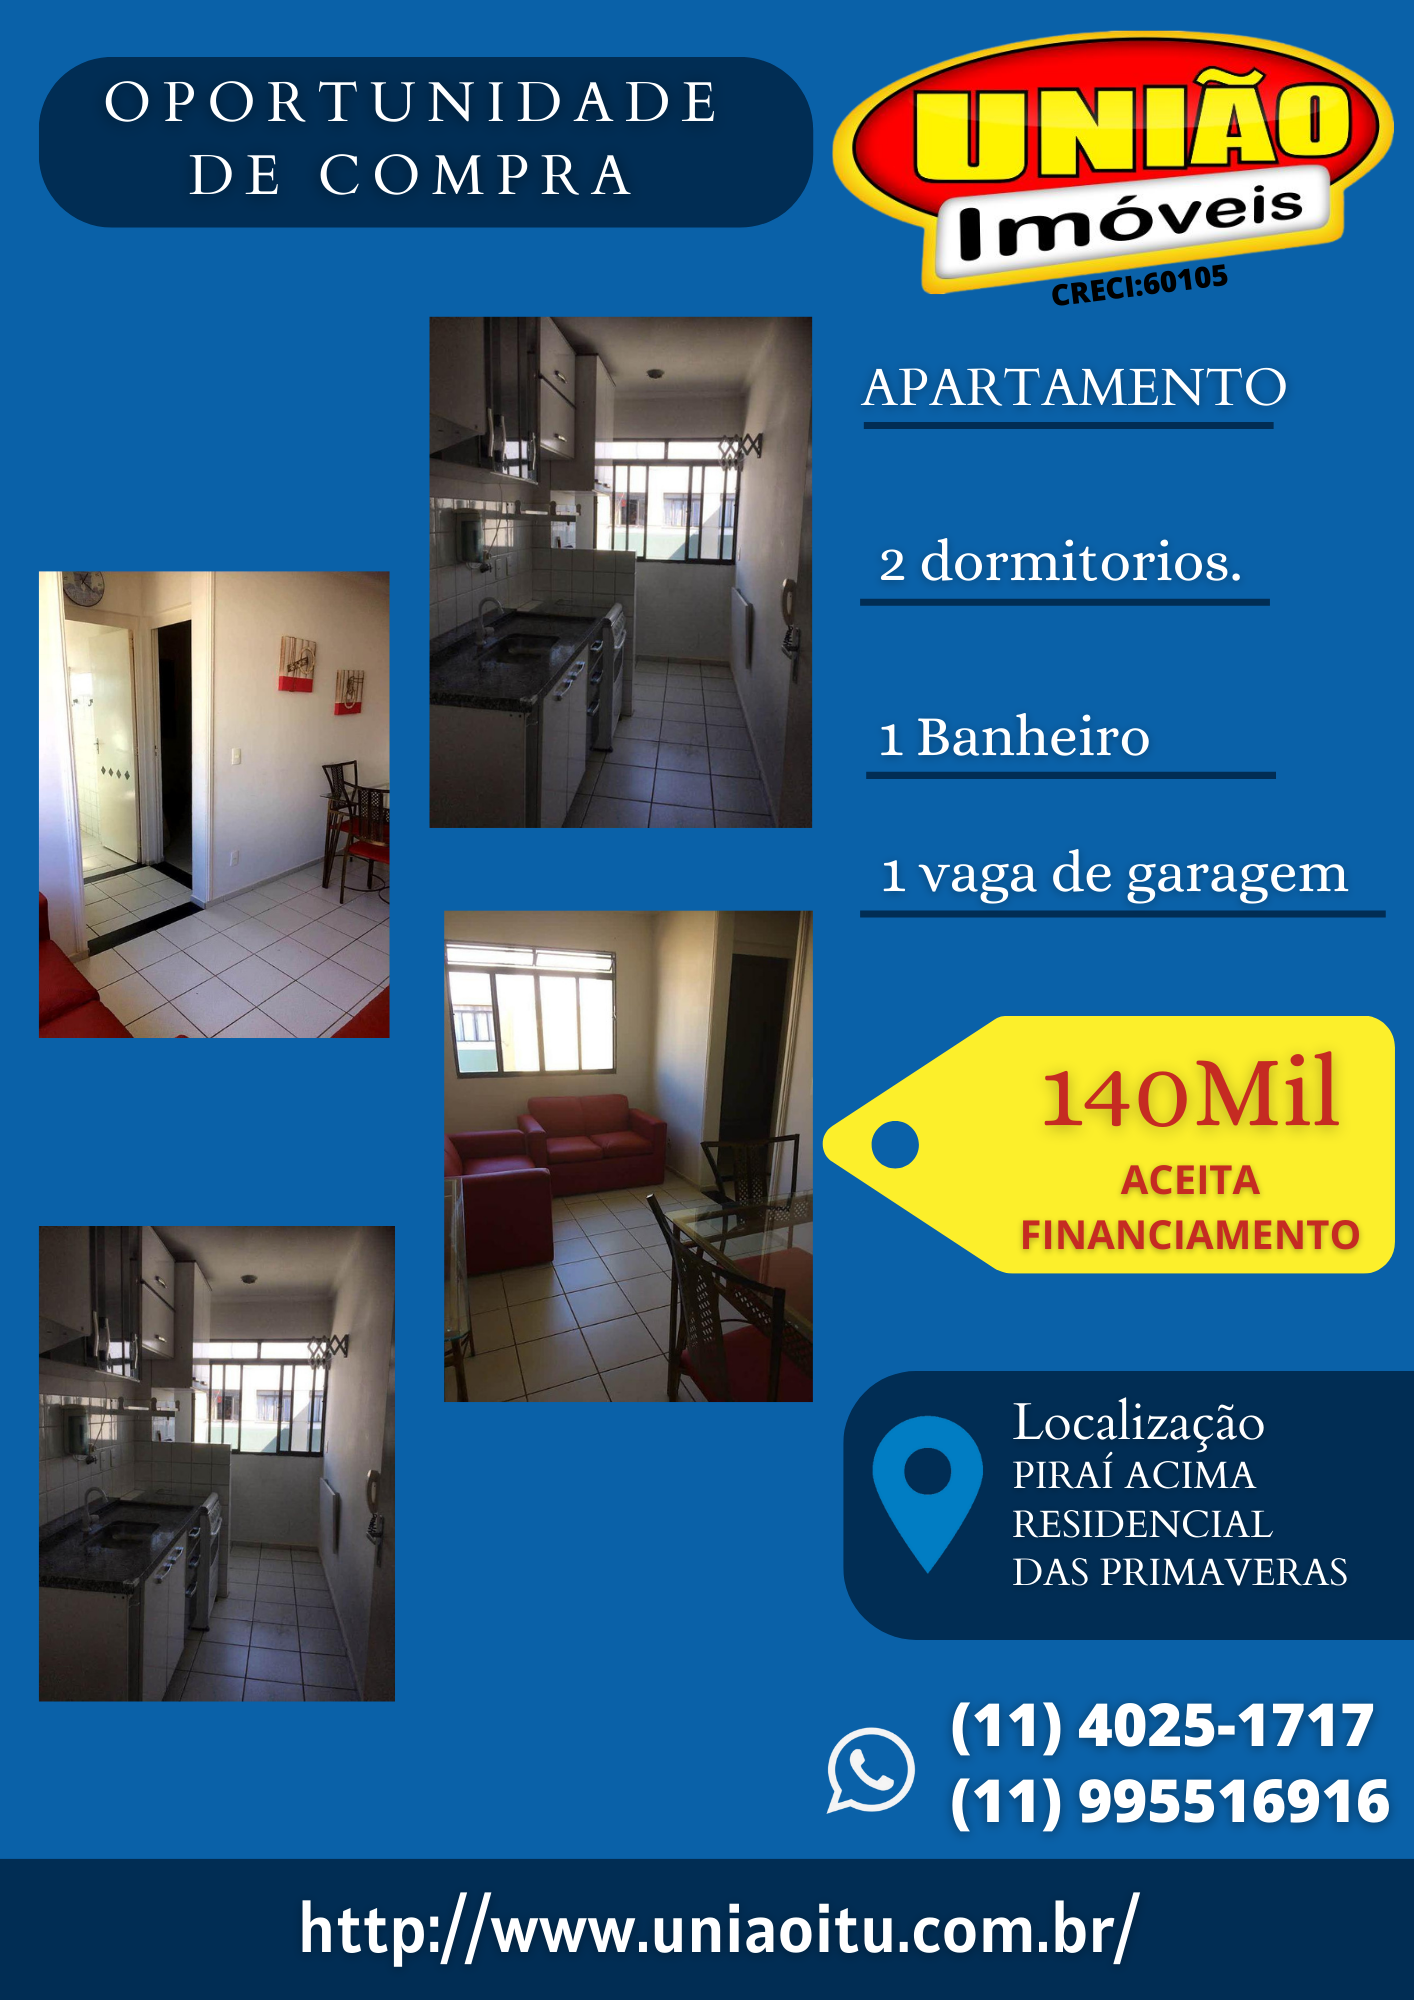 OPORTUNIDADE
DE COMPRA
UNIÃO
Imóveis
CRECI:60105
APARTAMENTO
2 dormitorios.
1 Banheiro
1 vaga de garagem
140Mil
ACEITA
FINANCIAMENTO
Localização
PIRAÍ ACIMA
RESIDENCIAL
DAS PRIMAVERAS
(11) 4025-1717
(11) 995516916
http://www.uniaoitu.com.br/